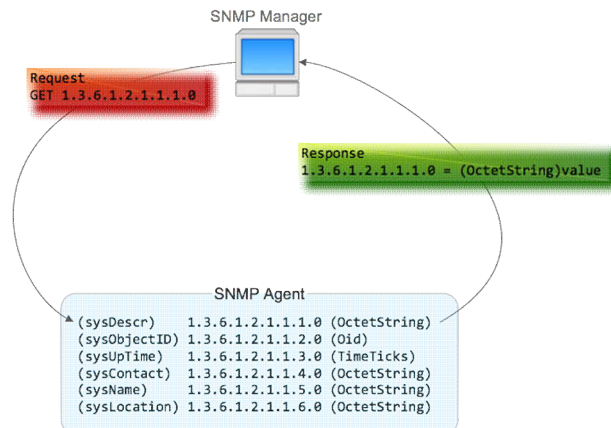 SNMP Manager
Request
GET 1.3.6.1.2.1.1.1.0
Response
1.3.6.1.2.1.1.1.0 = (OctetString)value
SNMP Agent
(sysDescr) 1.3.6.1.2.1.1.1.0 (OctetString)
(sysObjectID) 1.3.6.1.2.1.1.2.0 (Oid)
(sysUpTime) 1.3.6.1.2.1.1.3.0 (TimeTicks)
(sysContact) 1.3.6.1.2.1.1.4.0 (OctetString)
(sysName) 1.3.6.1.2.1.1.5.0 (OctetString)
(sysLocation) 1.3.6.1.2.1.1.6.0 (OctetString)